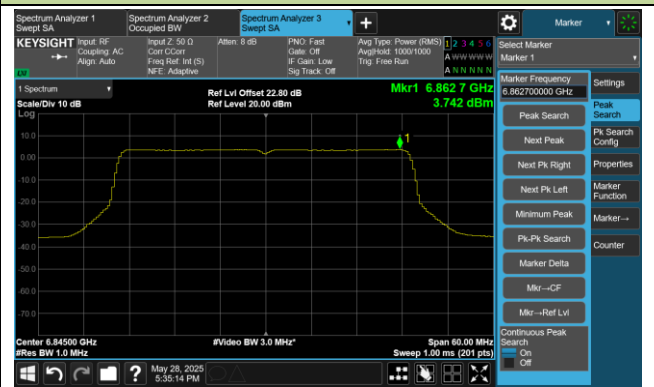 Spectrum Analyzer 1
Swept SA
Spectrum Analyzer 2
Occupied BW
Spectrum Analyzer 3
Swept SA
Marker
KEYSIGHT
Input: RF
Coupling: AC
Align: Auto
Input Z: 50 Ω
Corr CCorr
Freq Ref: Int (S)
NFE: Adaptive
Atten: 8 dB
PNO: Fast
Gate: Off
IF Gain: Low
Sig Track: Off
Avg Type: Power (RMS)
Avg|Hold: 1000/1000
Trig: Free Run
1 2 3 4 5 6
A W W W W W
A N N N N N
Select Marker
Marker 1
1 Spectrum
Scale/Div 10 dB
Log
Ref Lvl Offset 22.80 dB
Ref Level 20.00 dBm
Mkr1 6.862 7 GHz
3.742 dBm
10.0
0.00
-10.0
-20.0
-30.0
-40.0
-50.0
-60.0
-70.0
1
Center 6.84500 GHz
#Res BW 1.0 MHz
#Video BW 3.0 MHz*
Span 60.00 MHz
Sweep 1.00 ms (201 pts)
Marker Frequency
6.862700000 GHz
Peak Search
Next Peak
Next Pk Right
Next Pk Left
Minimum Peak
Pk-Pk Search
Marker Delta
Mkr→CF
Mkr→Ref Lvl
Continuous Peak
Search
On
Off
Settings
Peak
Search
Pk Search
Config
Properties
Marker
Function
Marker→
Counter
May 28, 2025
5:35:14 PM